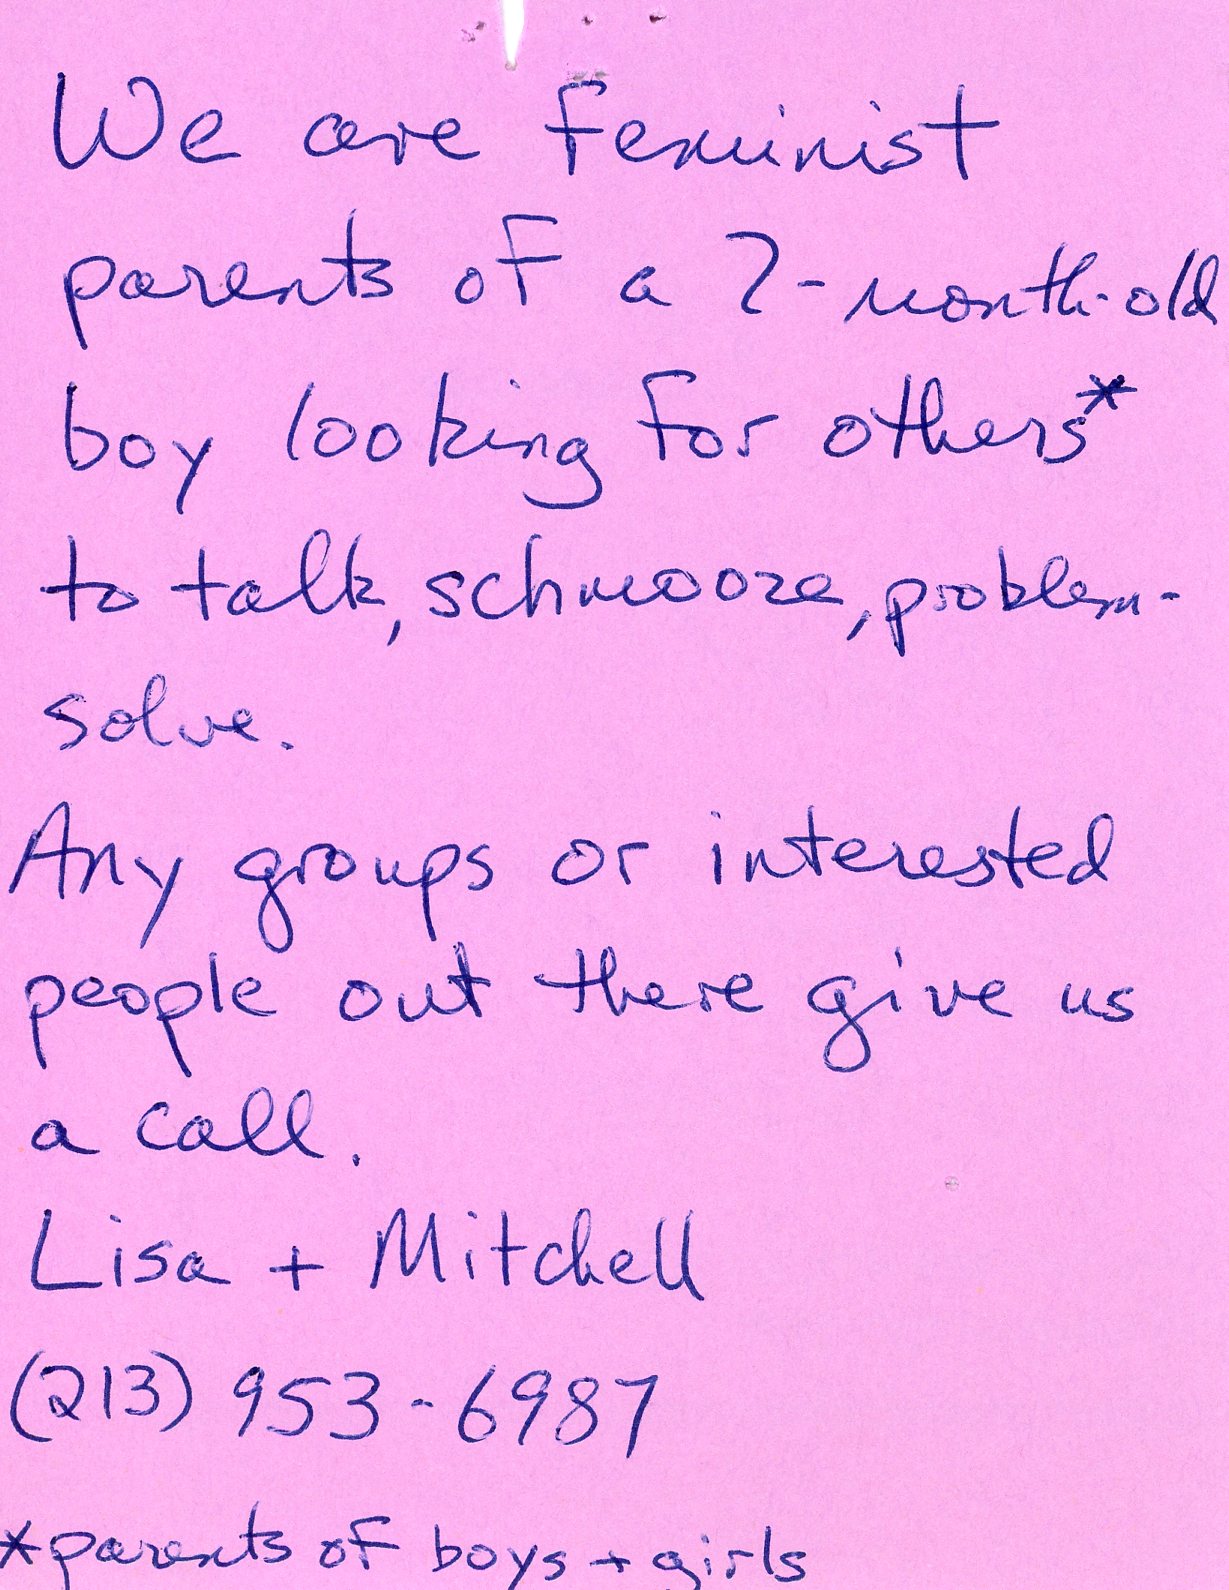 We are feminist
parents of a 7-month-old
boy looking for others*
to talk, schmooze, problem-
solve.
Any groups or interested
people out there give us
a call.
Lisa + Mitchell
(213) 953-6987
*parents of boys + girls